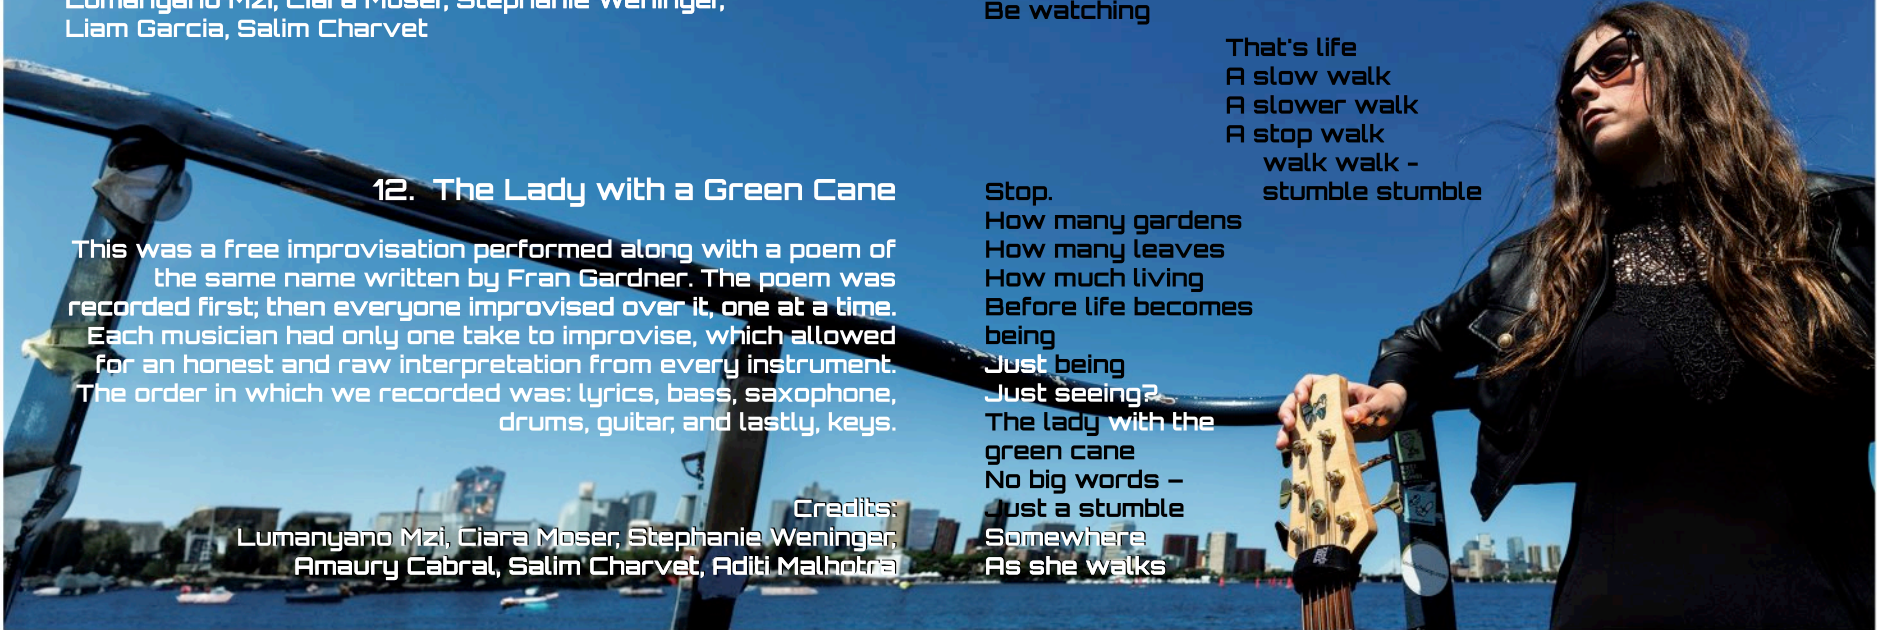 Lumanyano Mzi, Ciara Moser, Stephanie Weninger,
Liam Garcia, Salim Charvet
12. The Lady with a Green Cane
This was a free improvisation performed along with a poem of
the same name written by Fran Gardner. The poem was
recorded first; then everyone improvised over it, one at a time.
Each musician had only one take to improvise, which allowed
for an honest and raw interpretation from every instrument.
The order in which we recorded was: lyrics, bass, saxophone,
drums, guitar, and lastly, keys.
Credits:
Lumanyano Mzi, Ciara Moser, Stephanie Weninger,
Amaury Cabral, Salim Charvet, Aditi Malhotra
Be watching
That's life
A slow walk
A slower walk
A stop walk
walk walk -
stumble stumble
Stop.
How many gardens
How many leaves
How much living
Before life becomes
being
Just being
Just seeing?
The lady with the
green cane
No big words –
Just a stumble
Somewhere
As she walks